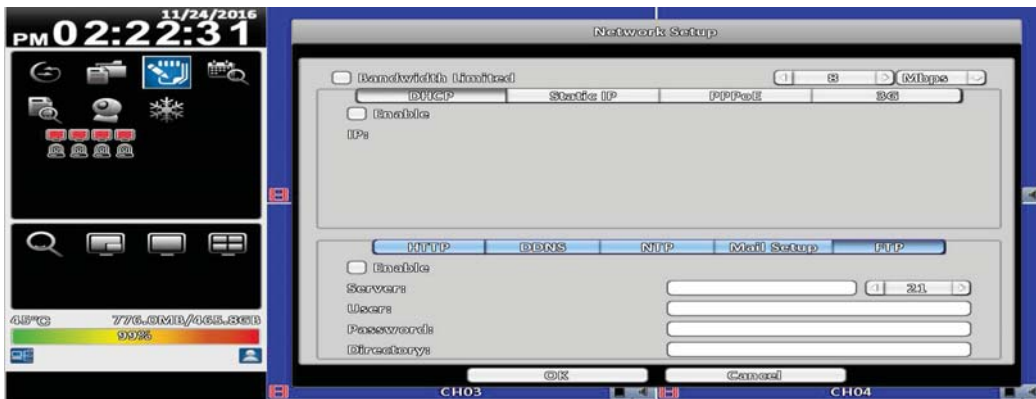 11/24/2016
PM 02:22:31
Network Setup
Bandwidth Limited 8 Mbps
DHCP Static IP PPPoE 3G
Enable
IP:
HTTP DDNS NTP Mail Setup FTP
Enable
Server: 21
User:
Password:
Directory:
45°C 776.0MB/465.8GB
99%
OK Cancel
CH03 CH04